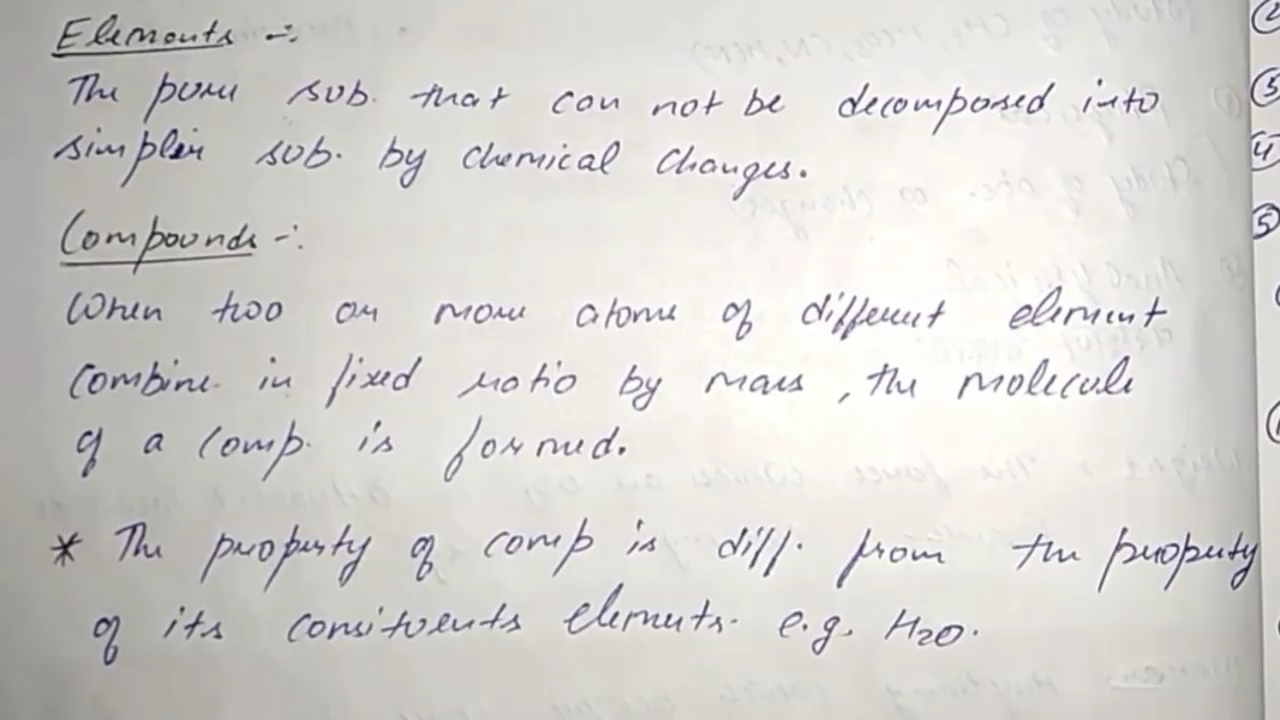 Elements :-
The pure sub. that can not be decomposed into
simpler sub. by chemical changes.
Compounds -:
When two or more atoms of different element
combine in fixed ratio by mass, the molecule
of a comp. is formed.
* The property of comp is diff. from the property
of its consituents elements. e.g. H2O.